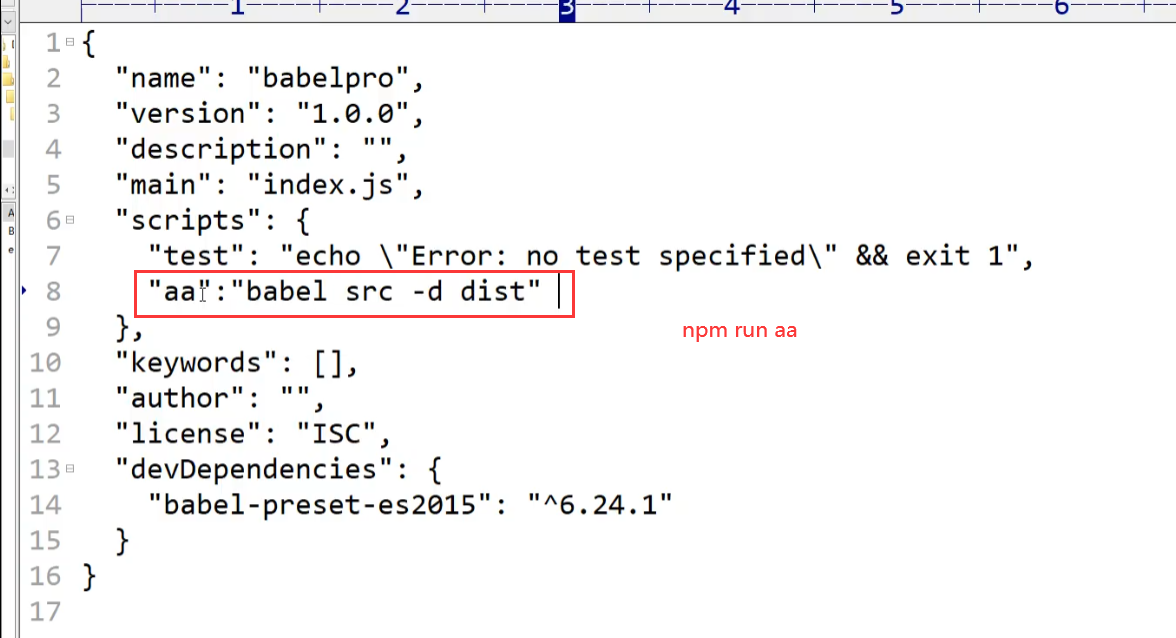 1 2 3 4 5 6
1 {
2 "name": "babelpro",
3 "version": "1.0.0",
4 "description": "",
5 "main": "index.js",
6 "scripts": {
7 "test": "echo \"Error: no test specified\" && exit 1",
8 "aa":"babel src -d dist"
9 },
npm run aa
10 "keywords": [],
11 "author": "",
12 "license": "ISC",
13 "devDependencies": {
14 "babel-preset-es2015": "^6.24.1"
15 }
16 }
17